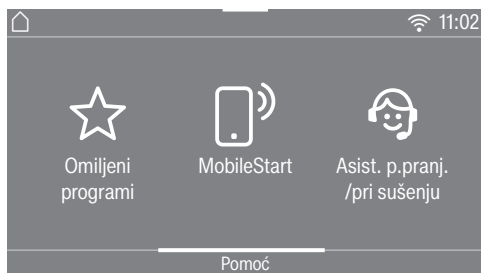 11:02
Omiljeni
programi
MobileStart
Asist. p.pranj.
/pri sušenju
Pomoć